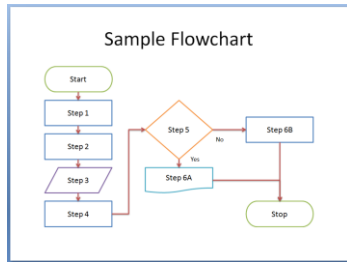 Sample Flowchart
Start
Step 1
Step 2
Step 3
Step 4
Step 5
No
Yes
Step 6A
Step 6B
Stop